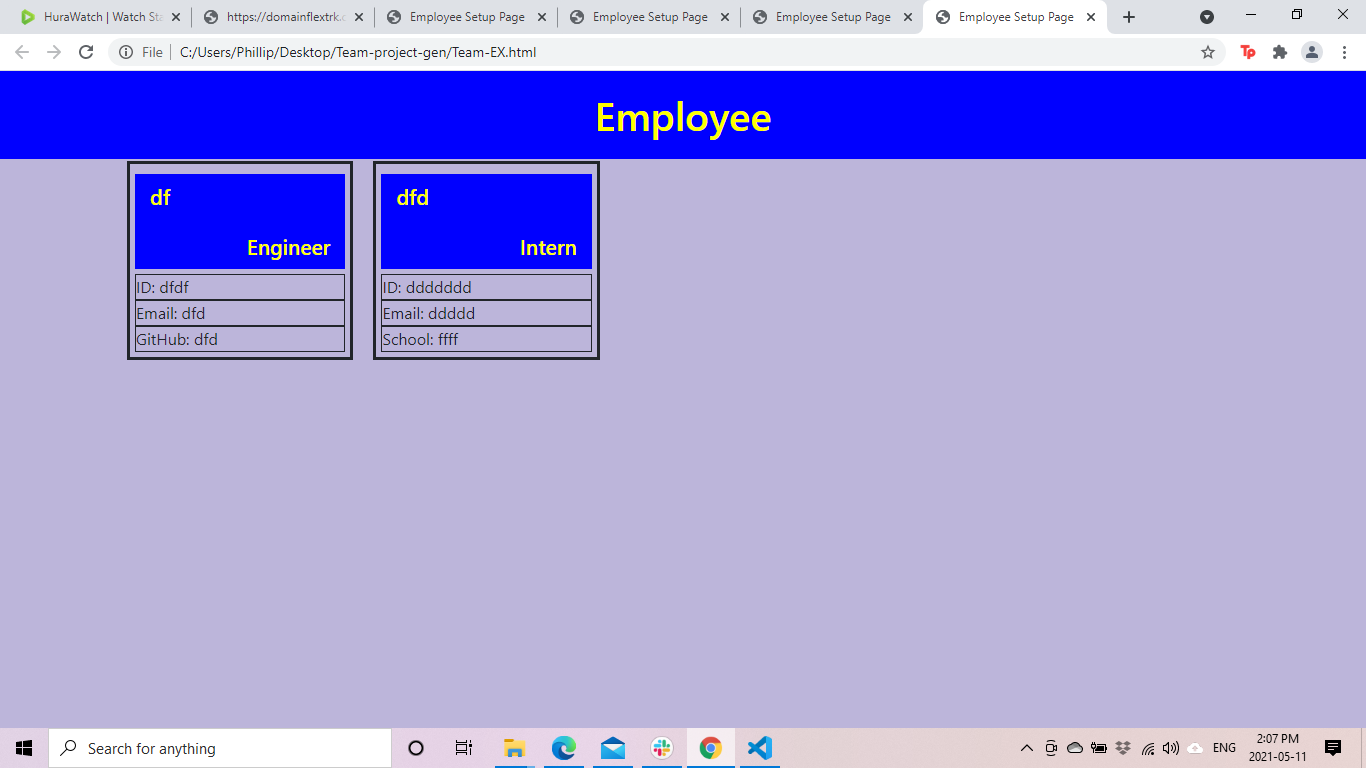 HuraWatch | Watch Sta
https://domainflextrk.c
Employee Setup Page
Employee Setup Page
Employee Setup Page
Employee Setup Page
File
C:/Users/Phillip/Desktop/Team-project-gen/Team-EX.html
Tp
Employee
df
Engineer
ID: dfdf
Email: dfd
GitHub: dfd
dfd
Intern
ID: ddddddd
Email: ddddd
School: ffff
Search for anything
ENG
2:07 PM
2021-05-11